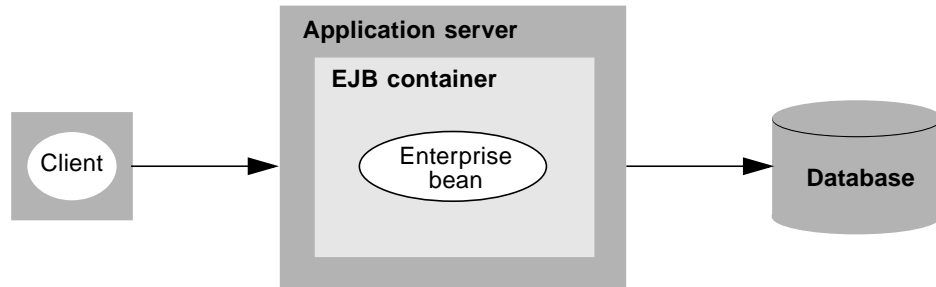 Application server
EJB container
Client
Enterprise
bean
Database